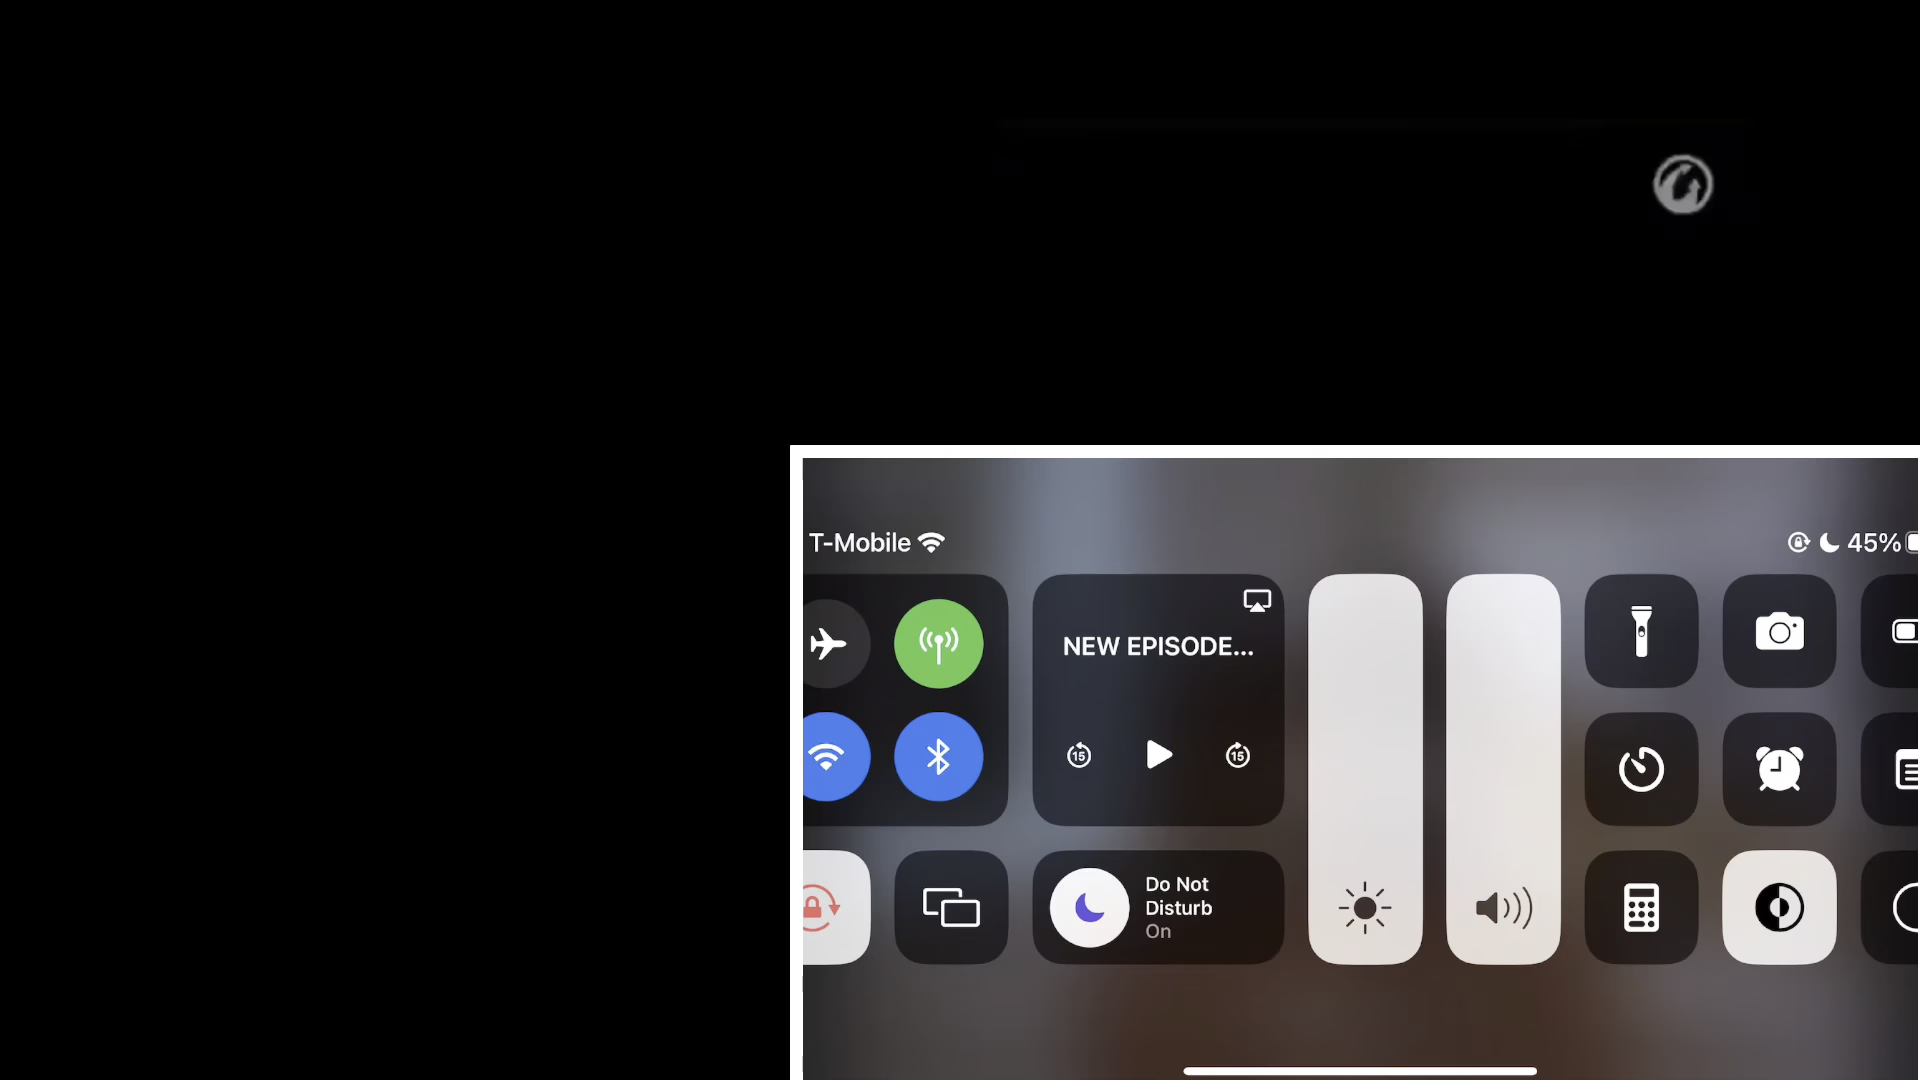 T-Mobile
45%
NEW EPISODE...
15
15
Do Not
Disturb
On